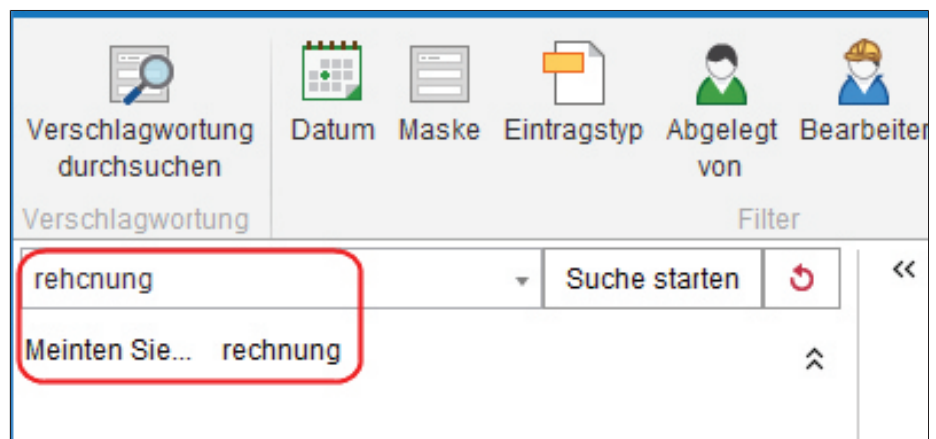 Verschlagwortung durchsuchen
Datum
Maske
Eintragstyp
Abgelegt von
Bearbeiter
Verschlagwortung
Filter
rehcnung
Suche starten
Meinten Sie... rechnung